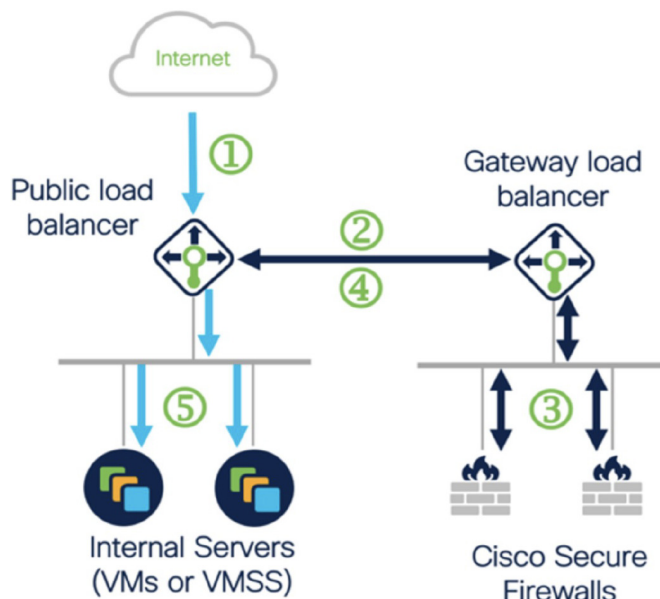 Internet
①
Public load
balancer
Gateway load
balancer
②
④
⑤
③
Internal Servers
(VMs or VMSS)
Cisco Secure
Firewalls